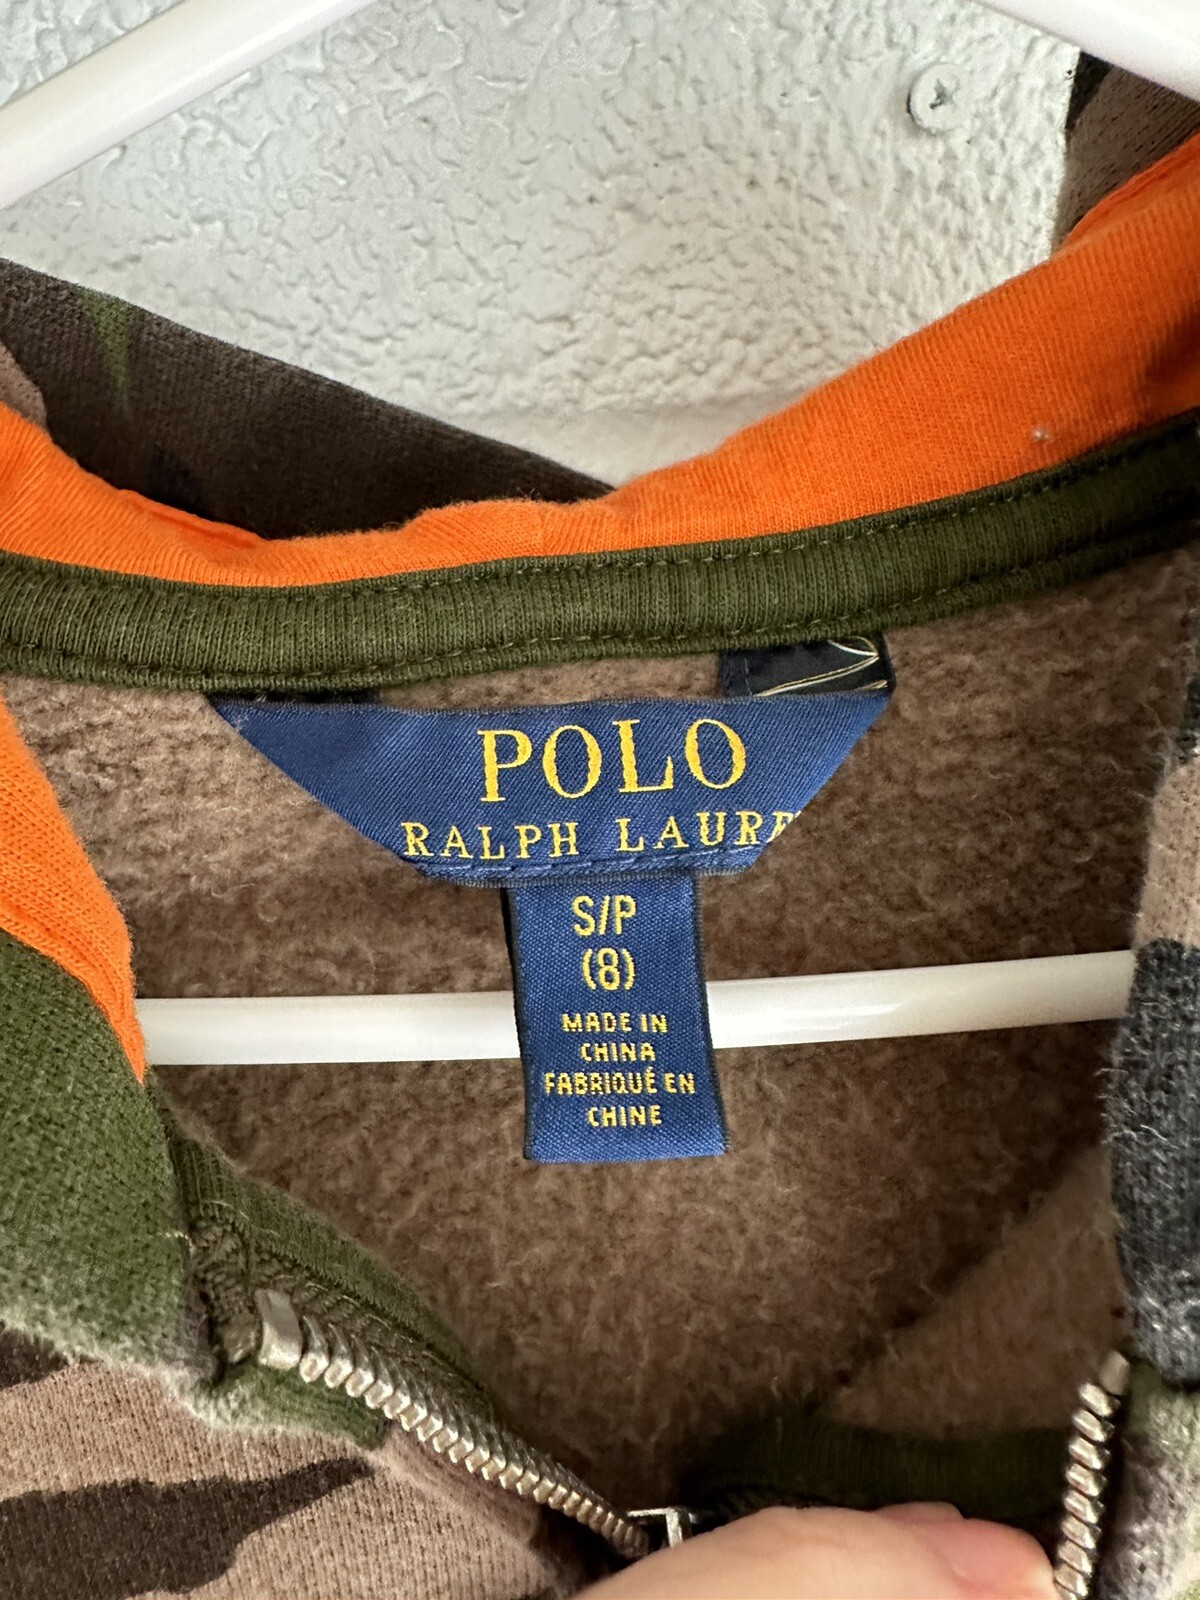 POLO
RALPH LAURE
S/P
(8)
MADE IN
CHINA
FABRIQUÉ EN
CHINE